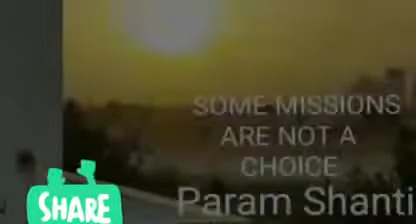 SOME MISSIONS
ARE NOT A
CHOICE
Param Shanti
SHARE